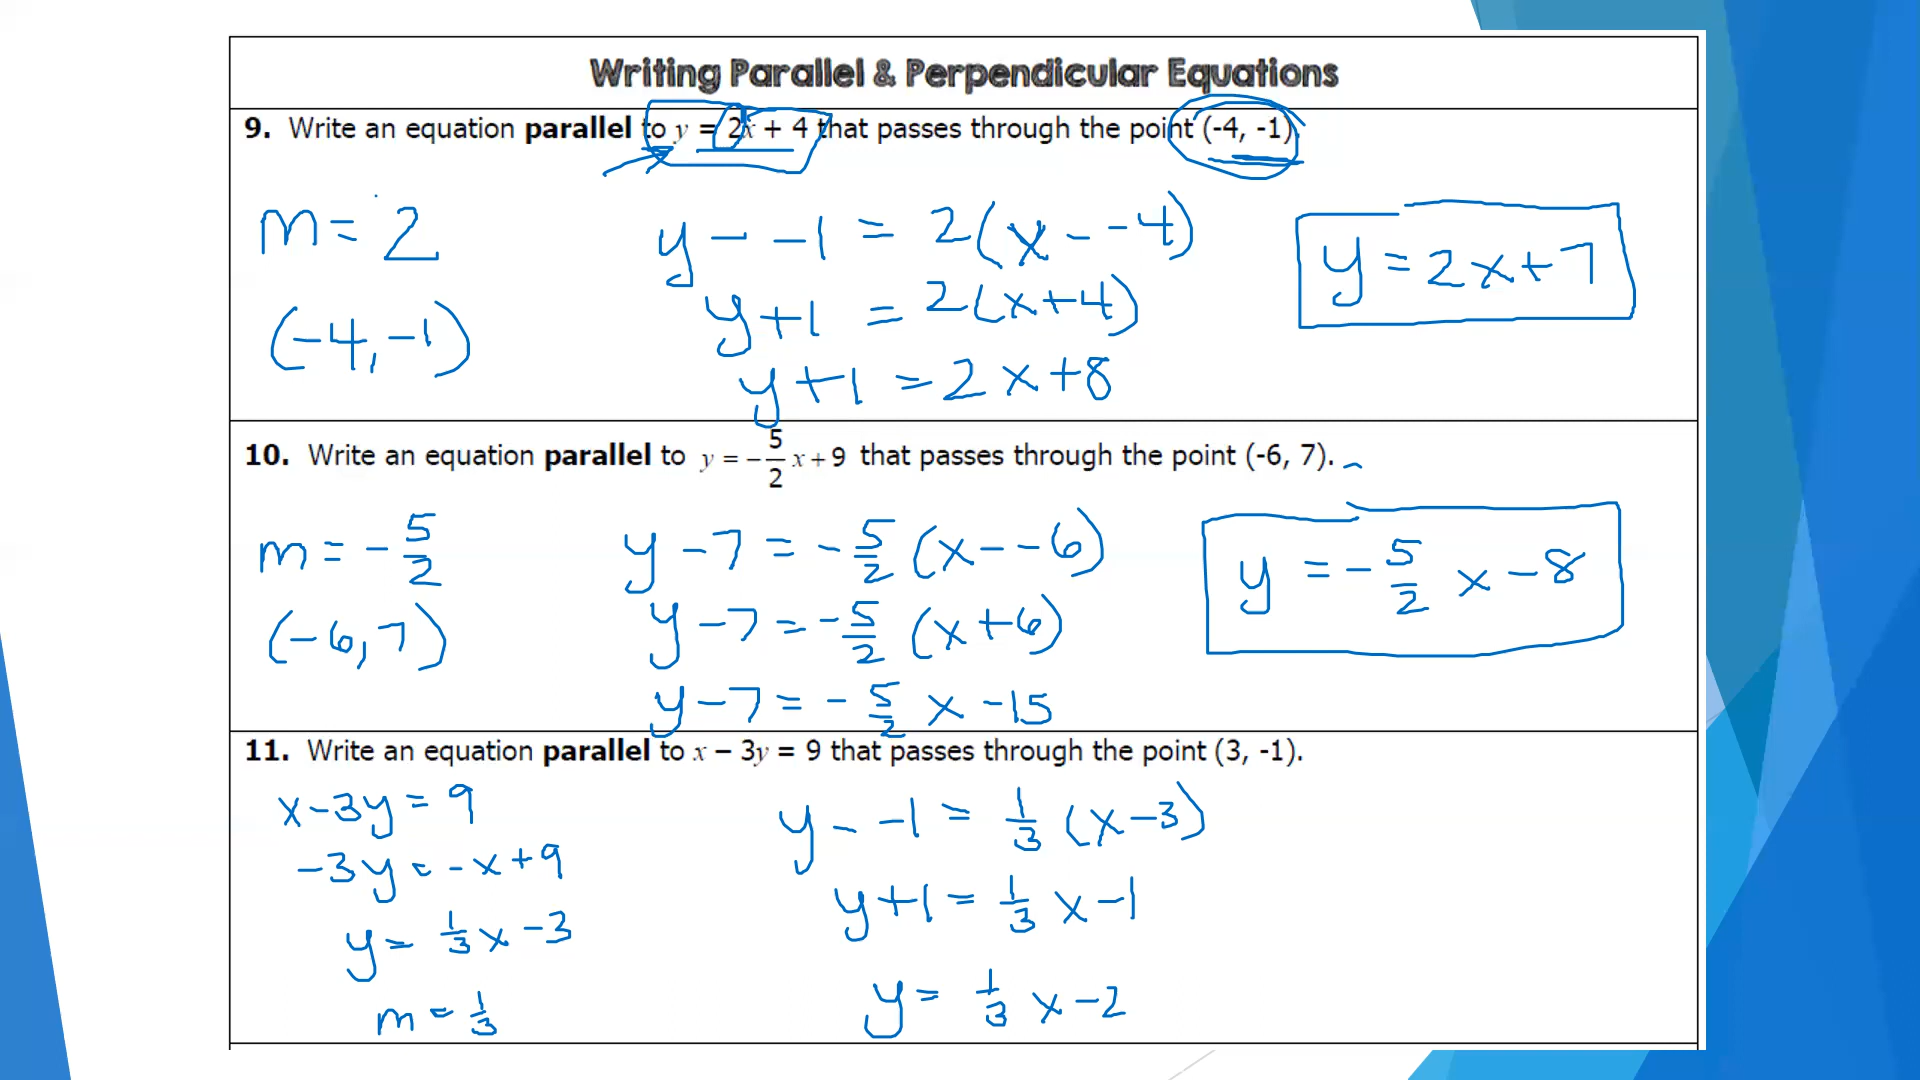 Writing Parallel & Perpendicular Equations
9. Write an equation parallel to y = 2x + 4 that passes through the point (-4, -1).
m = 2
(-4, -1)
y - -1 = 2(x - -4)
y+1 = 2(x+4)
y+1 = 2x+8
y = 2x+7
10. Write an equation parallel to y = -5/2 x + 9 that passes through the point (-6, 7).
m = -5/2
(-6, 7)
y - 7 = -5/2 (x - -6)
y - 7 = -5/2 (x+6)
y - 7 = -5/2 x - 15
y = -5/2 x - 8
11. Write an equation parallel to x – 3y = 9 that passes through the point (3, -1).
x - 3y = 9
-3y = -x + 9
y = 1/3 x - 3
m = 1/3
y - -1 = 1/3 (x - 3)
y+1 = 1/3 x - 1
y = 1/3 x - 2